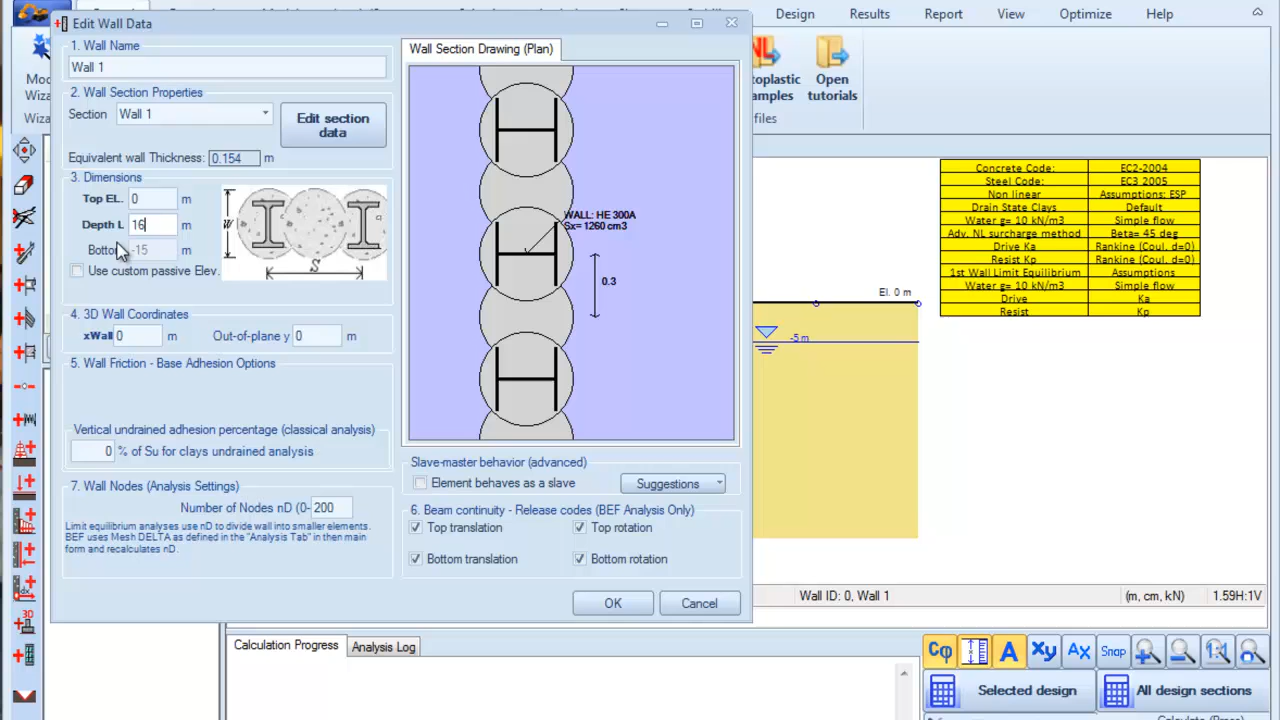 Edit Wall Data
Design
Results
Report
View
Optimize
Help
1. Wall Name
Wall 1
2. Wall Section Properties
Section
Wall 1
Edit section data
Equivalent wall Thickness:
0.154
m
3. Dimensions
Top EL.
0
m
Depth L
16
m
-15
m
Use custom passive Elev.
W
S
4. 3D Wall Coordinates
xWall
0
m
Out-of-plane y
0
m
5. Wall Friction - Base Adhesion Options
Vertical undrained adhesion percentage (classical analysis)
0
% of Su for clays undrained analysis
7. Wall Nodes (Analysis Settings)
Number of Nodes nD (0-
200
Limit equilibrium analyses use nD to divide wall into smaller elements.
BEF uses Mesh DELTA as defined in the "Analysis Tab" in then main
form and recalculates nD.
Wall Section Drawing (Plan)
WALL: HE 300A
Sx= 1260 cm3
0.3
Slave-master behavior (advanced)
Element behaves as a slave
Suggestions
6. Beam continuity - Release codes (BEF Analysis Only)
Top translation
Top rotation
Bottom translation
Bottom rotation
OK
Cancel
NL
Open
tutorials
files
Concrete Code: EC2-2004
Steel Code: EC3 2005
Non linear Assumptions: ESP
Drain State Clays Default
Water g= 10 kN/m3 Simple flow
Adv. NL surcharge method Beta= 45 deg
Drive Ka Rankine (Coul. d=0)
Resist Kp Rankine (Coul. d=0)
1st Wall Limit Equilibrium Assumptions
Water g= 10 kN/m3 Simple flow
Drive Ka
Resist Kp
El. 0 m
-5 m
Wall ID: 0, Wall 1
(m, cm, kN)
1.59H:1V
Calculation Progress
Analysis Log
Cφ
A
Xy
Ax
Snap
1:1
Selected design
All design sections
3D
dx